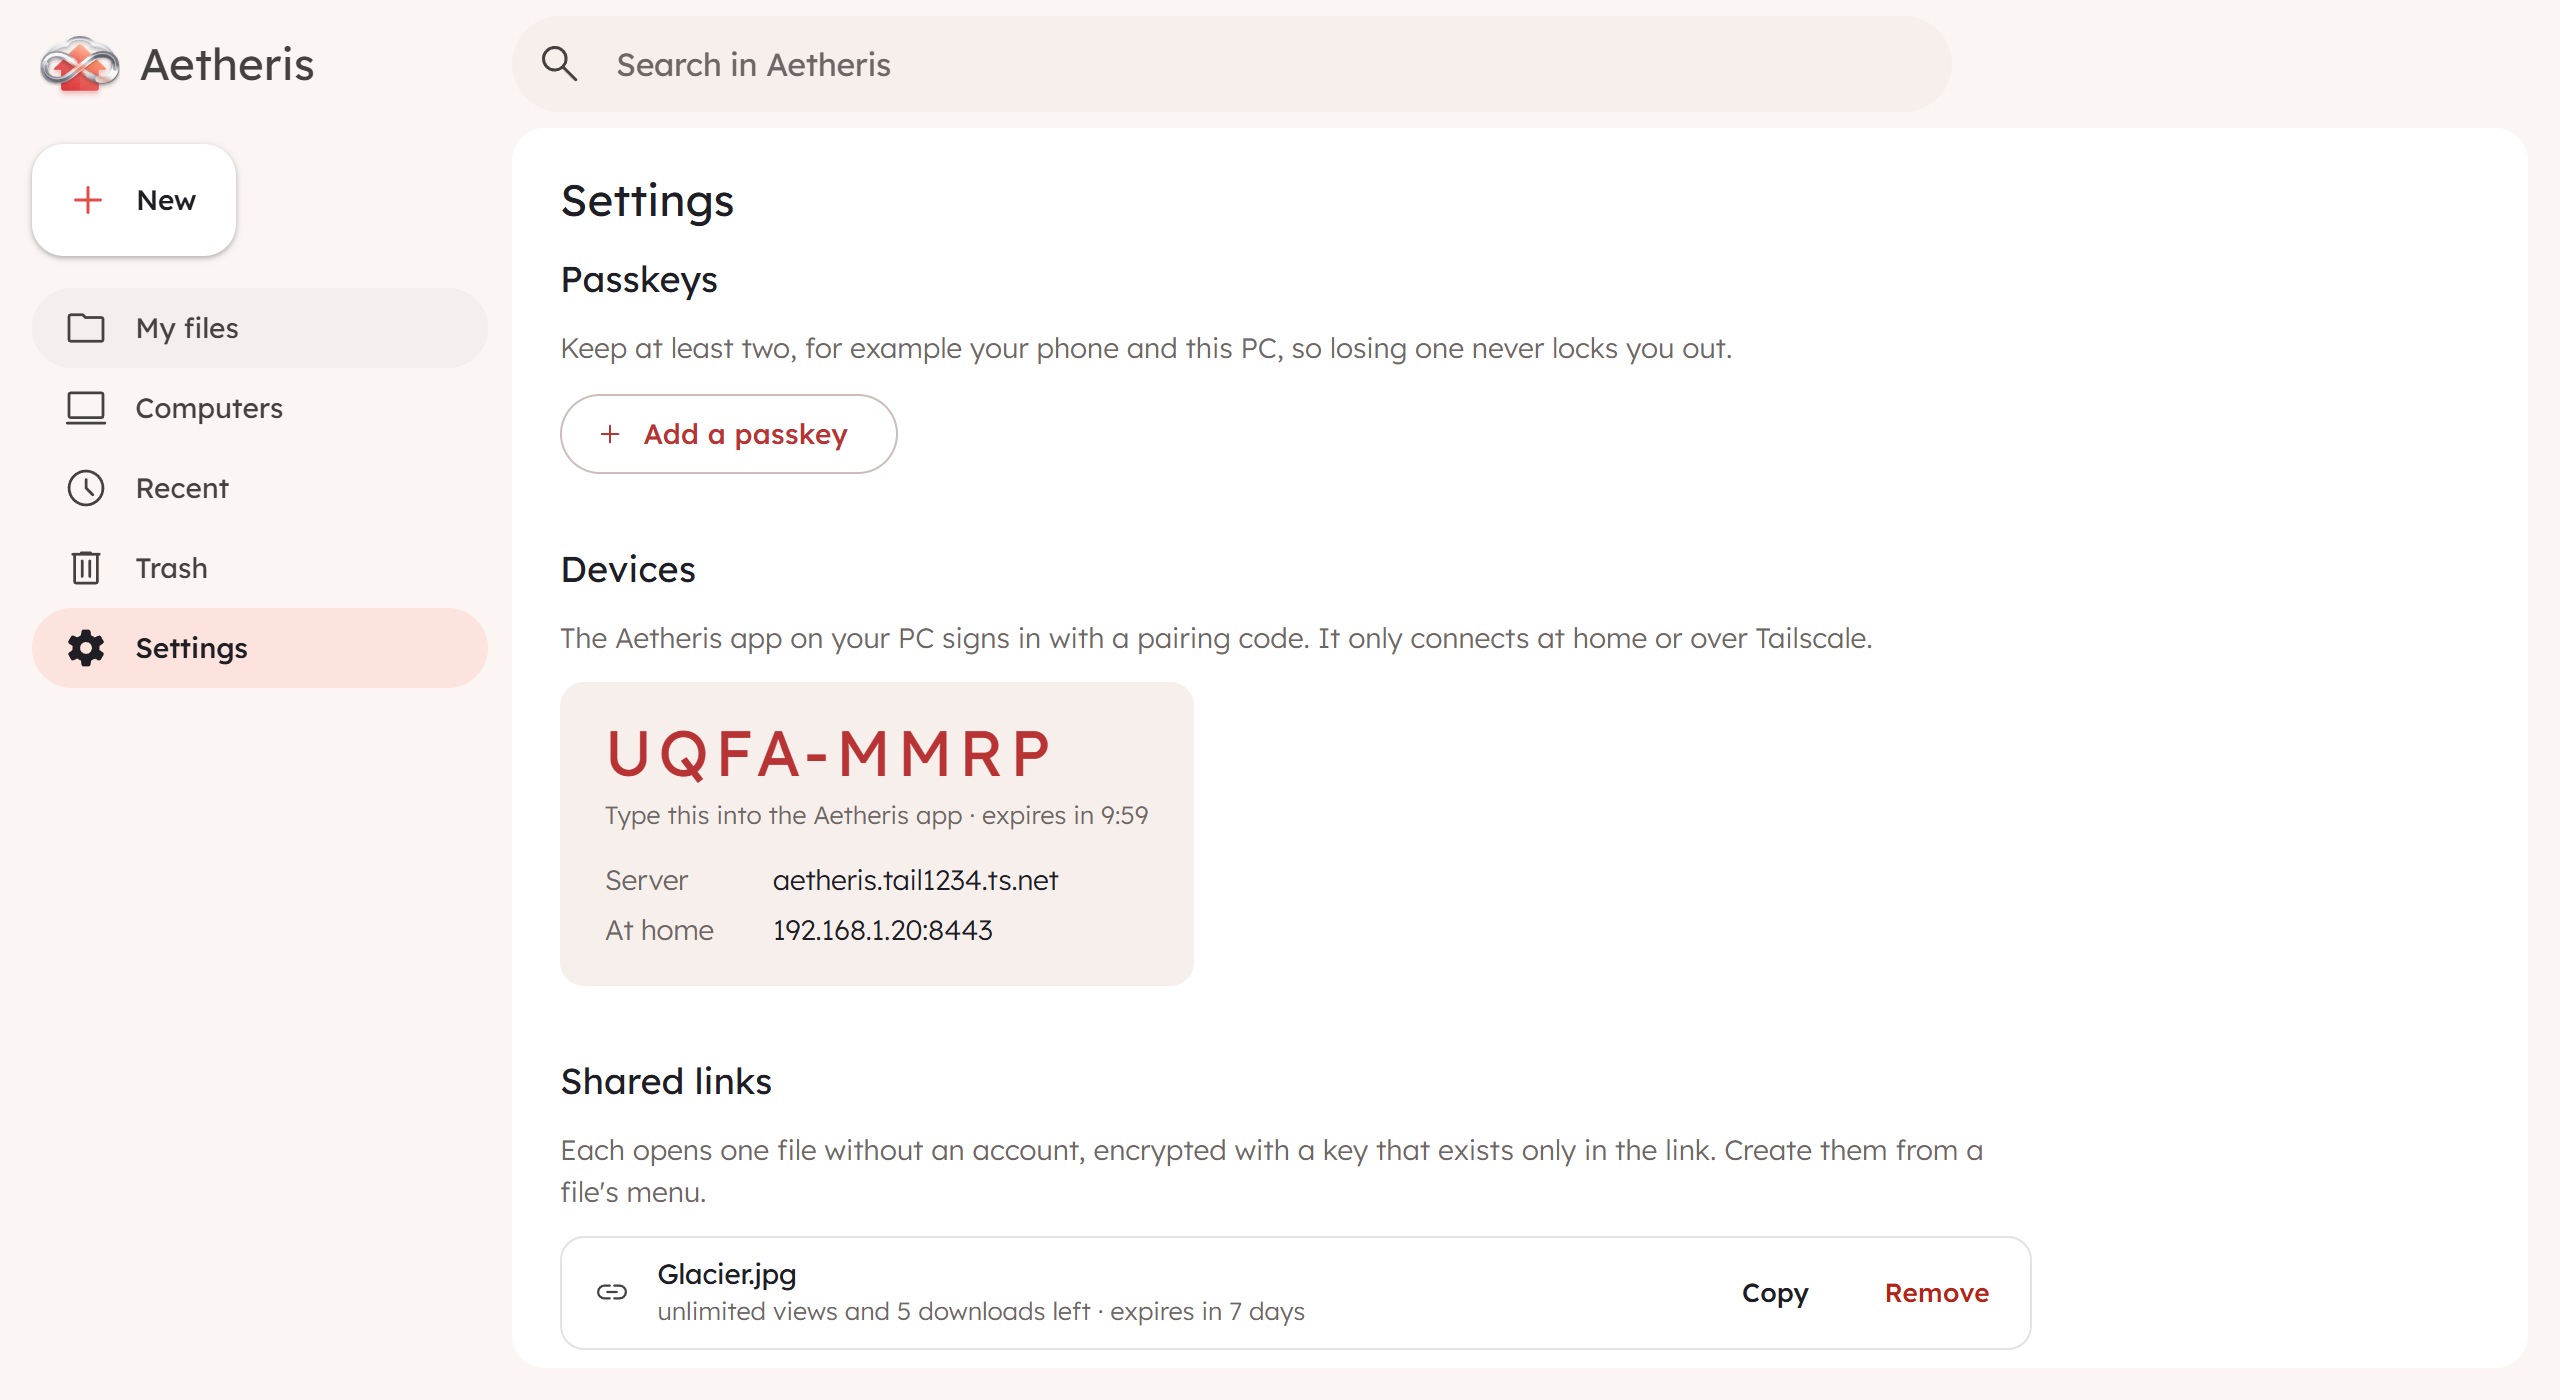 Aetheris
Search in Aetheris
New
My files
Computers
Recent
Trash
Settings
Settings
Passkeys
Keep at least two, for example your phone and this PC, so losing one never locks you out.
Add a passkey
Devices
The Aetheris app on your PC signs in with a pairing code. It only connects at home or over Tailscale.
UQFA-MMRP
Type this into the Aetheris app · expires in 9:59
Server aetheris.tail1234.ts.net
At home 192.168.1.20:8443
Shared links
Each opens one file without an account, encrypted with a key that exists only in the link. Create them from a
file's menu.
Glacier.jpg
unlimited views and 5 downloads left · expires in 7 days
Copy
Remove